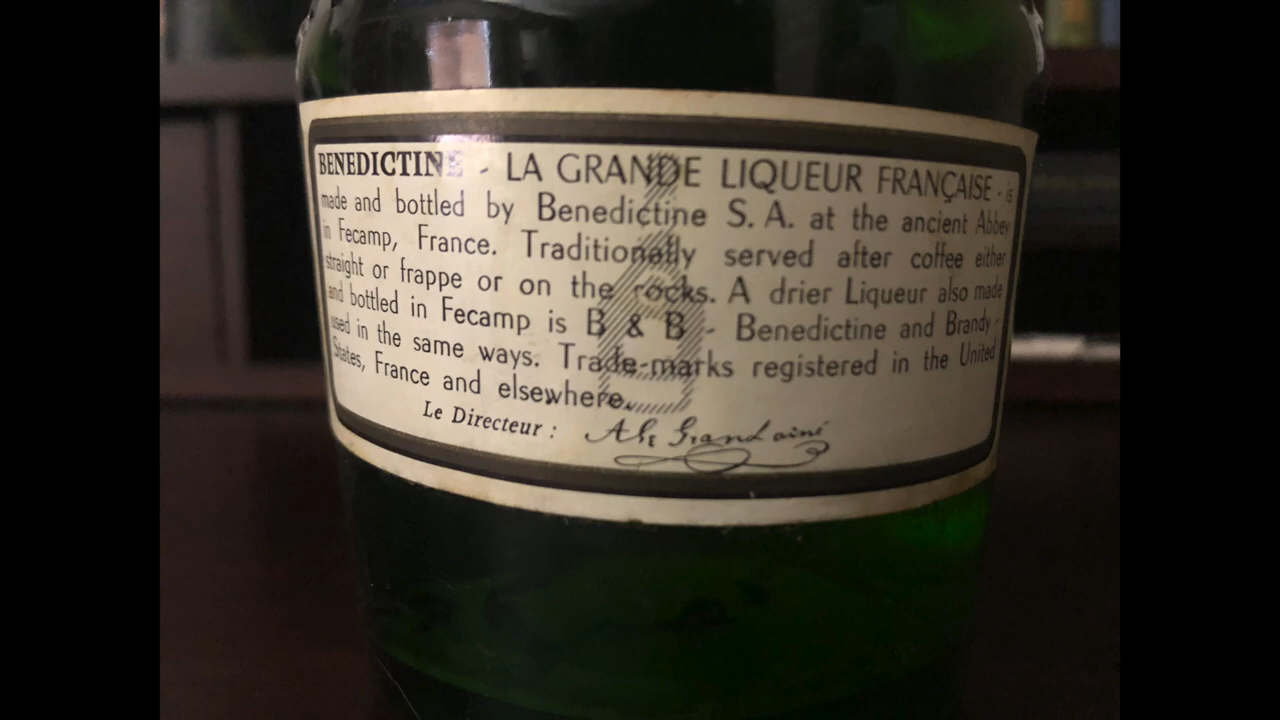 BENEDICTINE - LA GRANDE LIQUEUR FRANÇAISE - is
made and bottled by Benedictine S. A. at the ancient Abbey
in Fecamp, France. Traditionally served after coffee either
straight or frappe or on the rocks. A drier Liqueur also made
and bottled in Fecamp is B & B - Benedictine and Brandy -
used in the same ways. Trade-marks registered in the United
States, France and elsewhere.
Le Directeur :